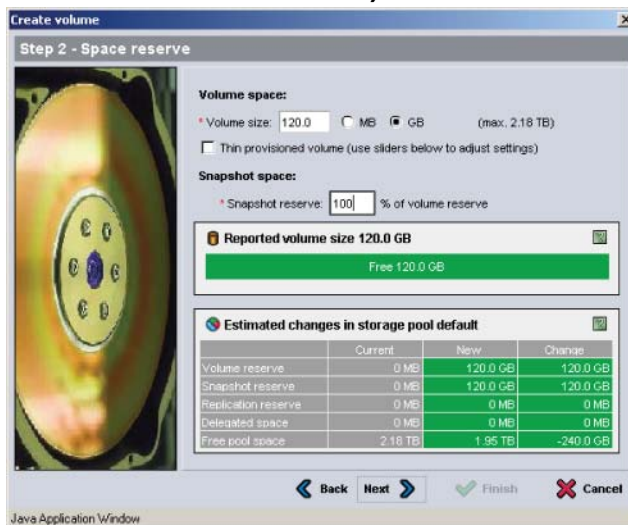 Create volume
Step 2 - Space reserve
Volume space:
* Volume size: 120.0 MB GB (max. 2.18 TB)
Thin provisioned volume (use sliders below to adjust settings)
Snapshot space:
* Snapshot reserve: 100 % of volume reserve
Reported volume size 120.0 GB
Free 120.0 GB
Estimated changes in storage pool default
Current New Change
Volume reserve 0 MB 120.0 GB 120.0 GB
Snapshot reserve 0 MB 120.0 GB 120.0 GB
Replication reserve 0 MB 0 MB 0 MB
Delegated space 0 MB 0 MB 0 MB
Free pool space 2.18 TB 1.95 TB -240.0 GB
Back Next Finish Cancel
Java Application Window